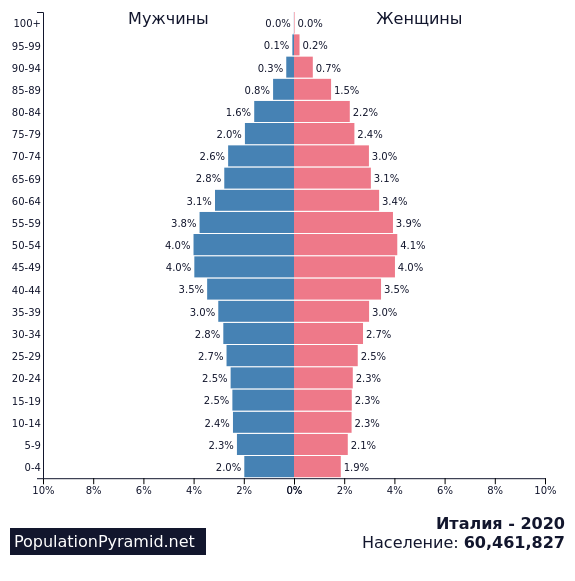 Мужчины Женщины
100+ 0.0% 0.0%
95-99 0.1% 0.2%
90-94 0.3% 0.7%
85-89 0.8% 1.5%
80-84 1.6% 2.2%
75-79 2.0% 2.4%
70-74 2.6% 3.0%
65-69 2.8% 3.1%
60-64 3.1% 3.4%
55-59 3.8% 3.9%
50-54 4.0% 4.1%
45-49 4.0% 4.0%
40-44 3.5% 3.5%
35-39 3.0% 3.0%
30-34 2.8% 2.7%
25-29 2.7% 2.5%
20-24 2.5% 2.3%
15-19 2.5% 2.3%
10-14 2.4% 2.3%
5-9 2.3% 2.1%
0-4 2.0% 1.9%
10% 8% 6% 4% 2% 0% 2% 4% 6% 8% 10%
Италия - 2020
PopulationPyramid.net Население: 60,461,827